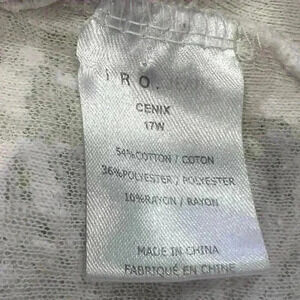 iRO.
CENIX
17W
54%COTTON / COTON
36%POLYESTER / POLYESTER
10%RAYON / RAYON
MADE IN CHINA
FABRIQUÉ EN CHINE